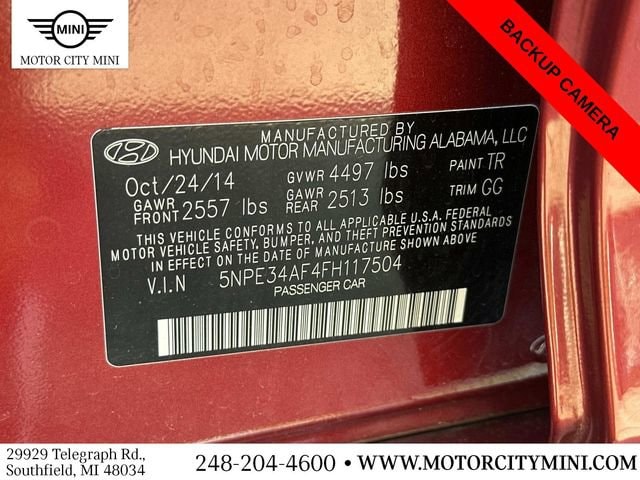 MINI
MOTOR CITY MINI
BACKUP CAMERA
MANUFACTURED BY
HYUNDAI MOTOR MANUFACTURING ALABAMA, LLC
Oct/24/14 GVWR 4497 lbs PAINT TR
GAWR FRONT 2557 lbs GAWR REAR 2513 lbs TRIM GG
THIS VEHICLE CONFORMS TO ALL APPLICABLE U.S.A. FEDERAL
MOTOR VEHICLE SAFETY, BUMPER, AND THEFT PREVENTION STANDARDS
IN EFFECT ON THE DATE OF MANUFACTURE SHOWN ABOVE.
V.I.N 5NPE34AF4FH117504
PASSENGER CAR
29929 Telegraph Rd.,
Southfield, MI 48034
248-204-4600 • WWW.MOTORCITYMINI.COM